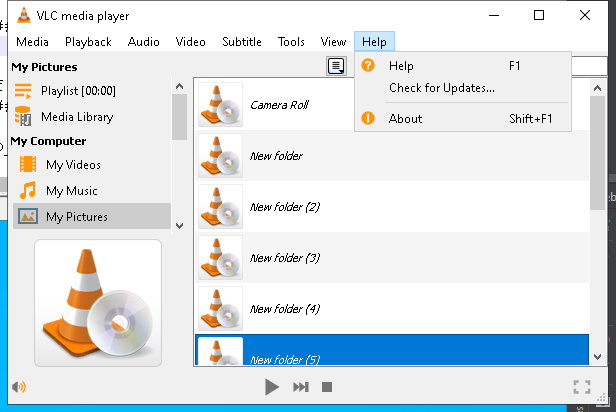 VLC media player
Media Playback Audio Video Subtitle Tools View Help
My Pictures
Playlist [00:00]
Media Library
My Computer
My Videos
My Music
My Pictures
Help F1
Check for Updates...
About Shift+F1
Camera Roll
New folder
New folder (2)
New folder (3)
New folder (4)
New folder (5)